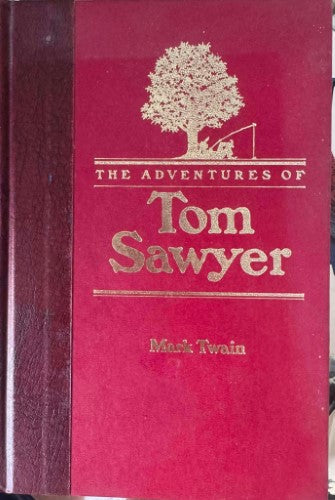 THE ADVENTURES OF
Tom
Sawyer
Mark Twain